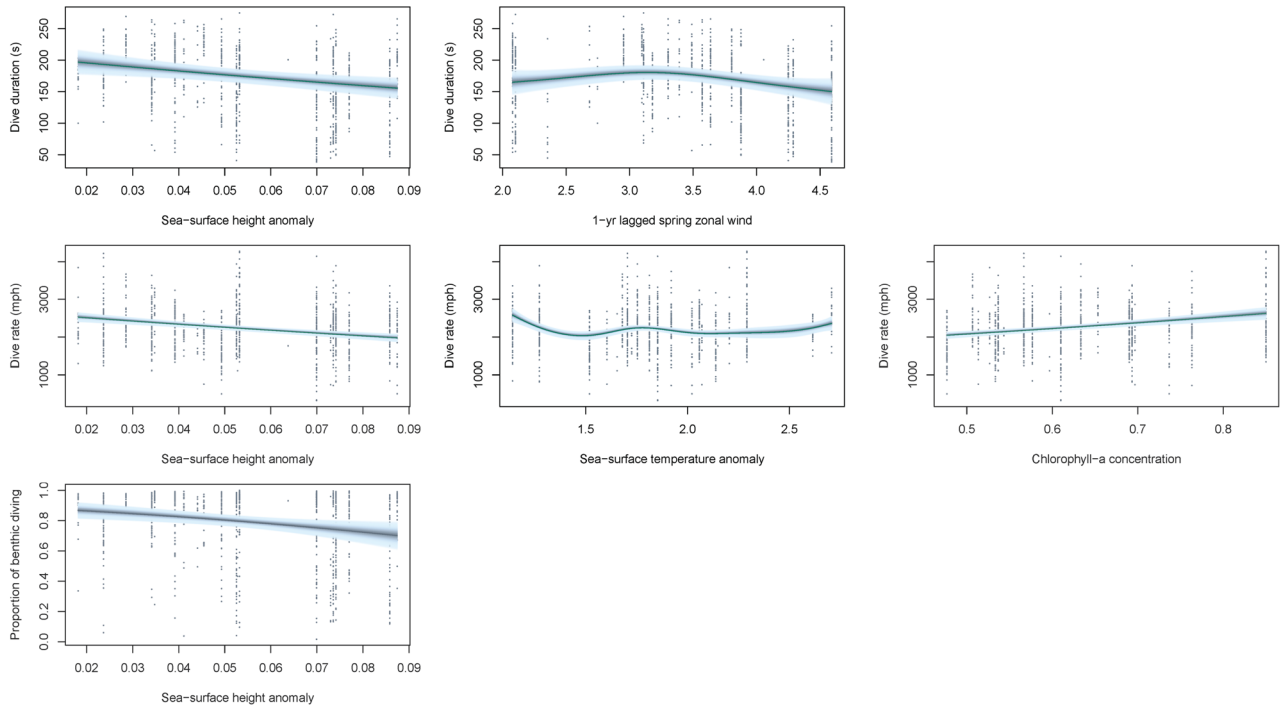 Dive duration (s)
250
200
150
100
50
0.02 0.03 0.04 0.05 0.06 0.07 0.08 0.09
Sea−surface height anomaly
Dive duration (s)
250
200
150
100
50
2.0 2.5 3.0 3.5 4.0 4.5
1−yr lagged spring zonal wind
Dive rate (mph)
3000
1000
0.02 0.03 0.04 0.05 0.06 0.07 0.08 0.09
Sea−surface height anomaly
Dive rate (mph)
3000
1000
1.5 2.0 2.5
Sea−surface temperature anomaly
Dive rate (mph)
3000
1000
0.5 0.6 0.7 0.8
Chlorophyll−a concentration
Proportion of benthic diving
1.0
0.8
0.6
0.4
0.2
0.0
0.02 0.03 0.04 0.05 0.06 0.07 0.08 0.09
Sea−surface height anomaly